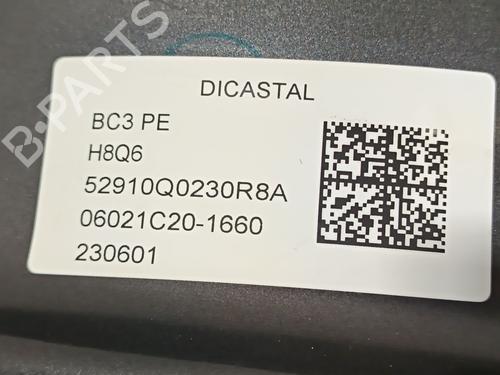 B-PARTS
DICASTAL
BC3 PE
H8Q6
52910Q0230R8A
06021C20-1660
230601